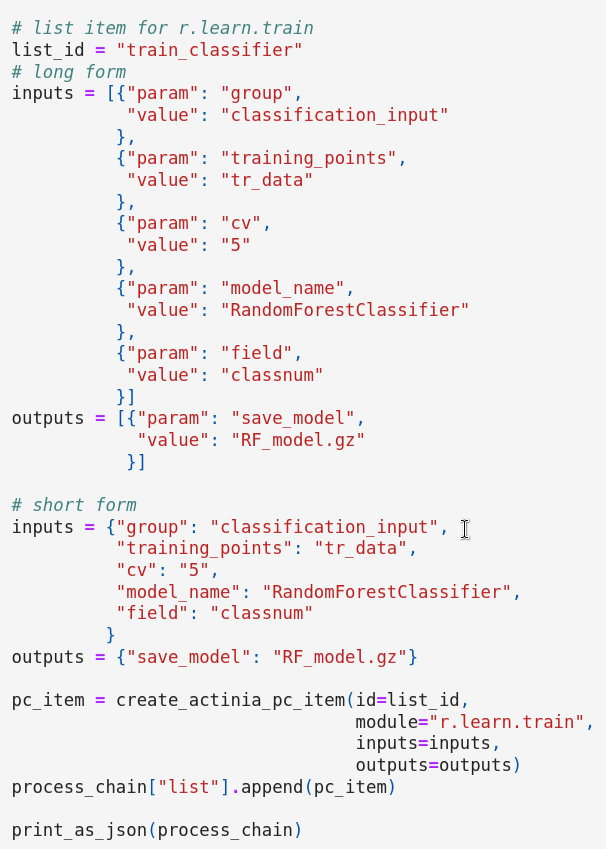 # list item for r.learn.train
list_id = "train_classifier"
# long form
inputs = [{"param": "group",
           "value": "classification_input"
          },
          {"param": "training_points",
           "value": "tr_data"
          },
          {"param": "cv",
           "value": "5"
          },
          {"param": "model_name",
           "value": "RandomForestClassifier"
          },
          {"param": "field",
           "value": "classnum"
          }]
outputs = [{"param": "save_model",
            "value": "RF_model.gz"
           }]

# short form
inputs = {"group": "classification_input",
          "training_points": "tr_data",
          "cv": "5",
          "model_name": "RandomForestClassifier",
          "field": "classnum"
         }
outputs = {"save_model": "RF_model.gz"}

pc_item = create_actinia_pc_item(id=list_id,
                                 module="r.learn.train",
                                 inputs=inputs,
                                 outputs=outputs)
process_chain["list"].append(pc_item)

print_as_json(process_chain)